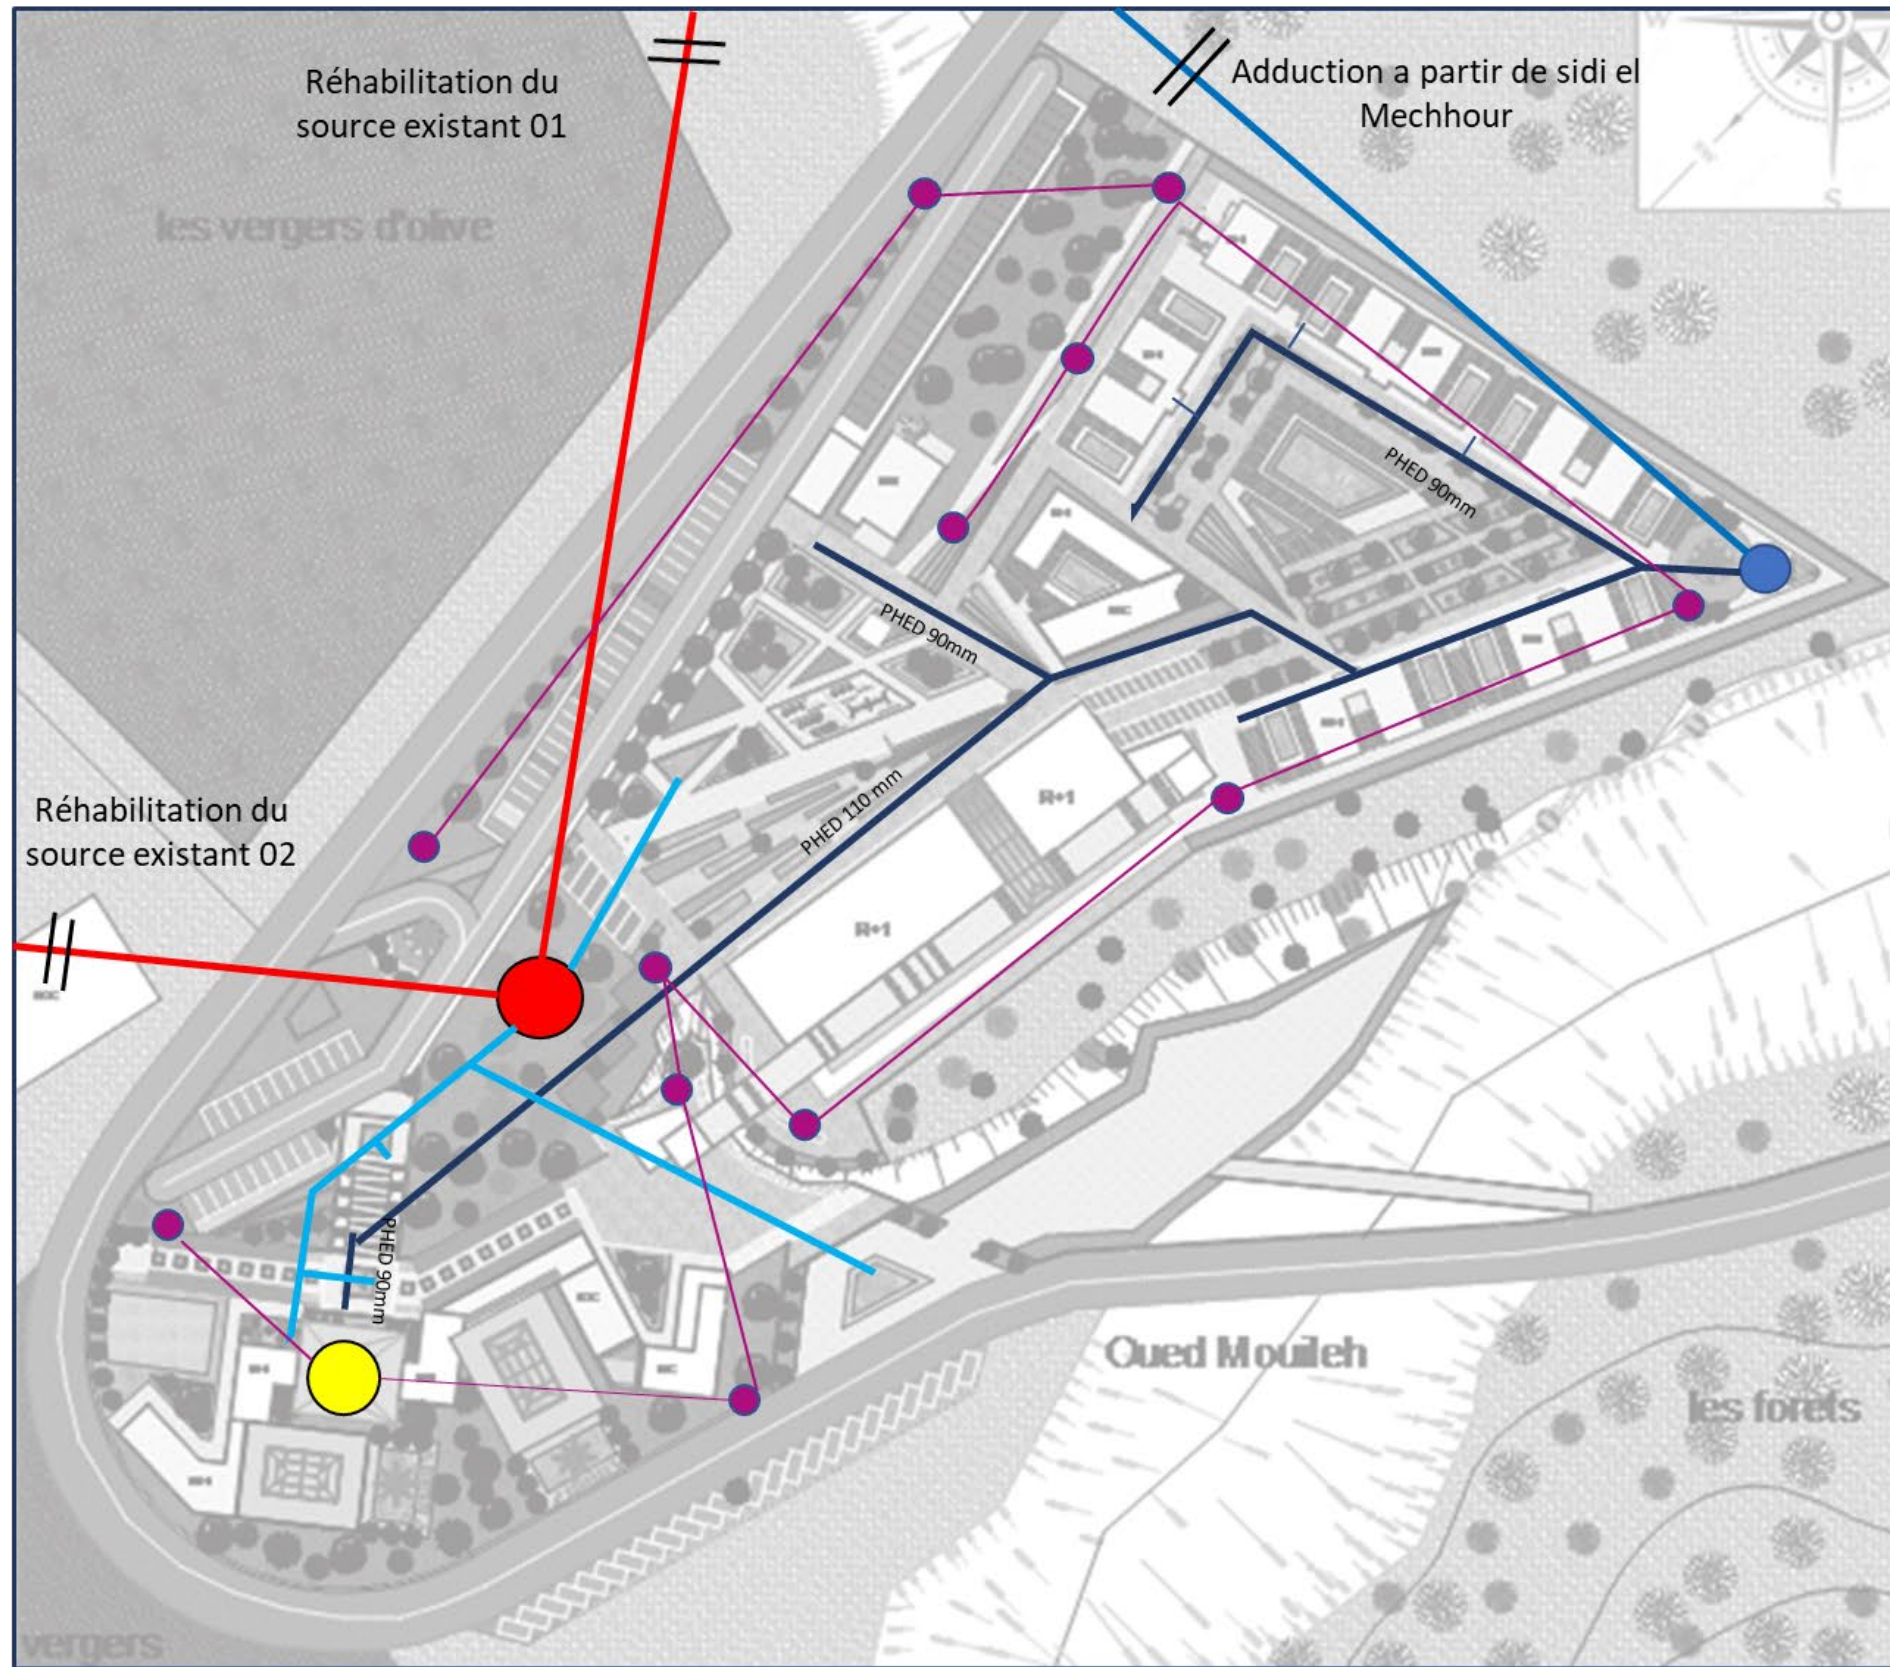 Réhabilitation du
source existant 01
Adduction a partir de sidi el
Mechhour
W
S
les vergers d'olive
PHED 90mm
PHED 90mm
PHED 110 mm
R+1
R+1
Réhabilitation du
source existant 02
PHED 90mm
Oued Mouileh
les forets
vergers